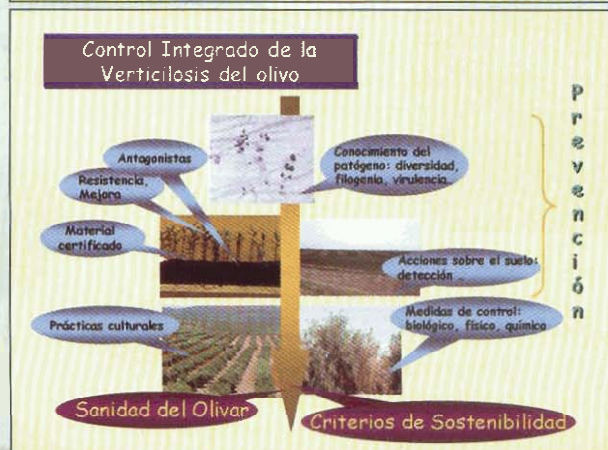 Control Integrado de la
Verticilosis del olivo
Antagonistas
Resistencia,
Mejora
Material
certificado
Prácticas culturales
Conocimiento del
patógeno: diversidad,
filogenia, virulencia...
Acciones sobre el suelo:
detección ...
Medidas de control:
biológico, físico, químico
Prevención
Sanidad del Olivar
Criterios de Sostenibilidad